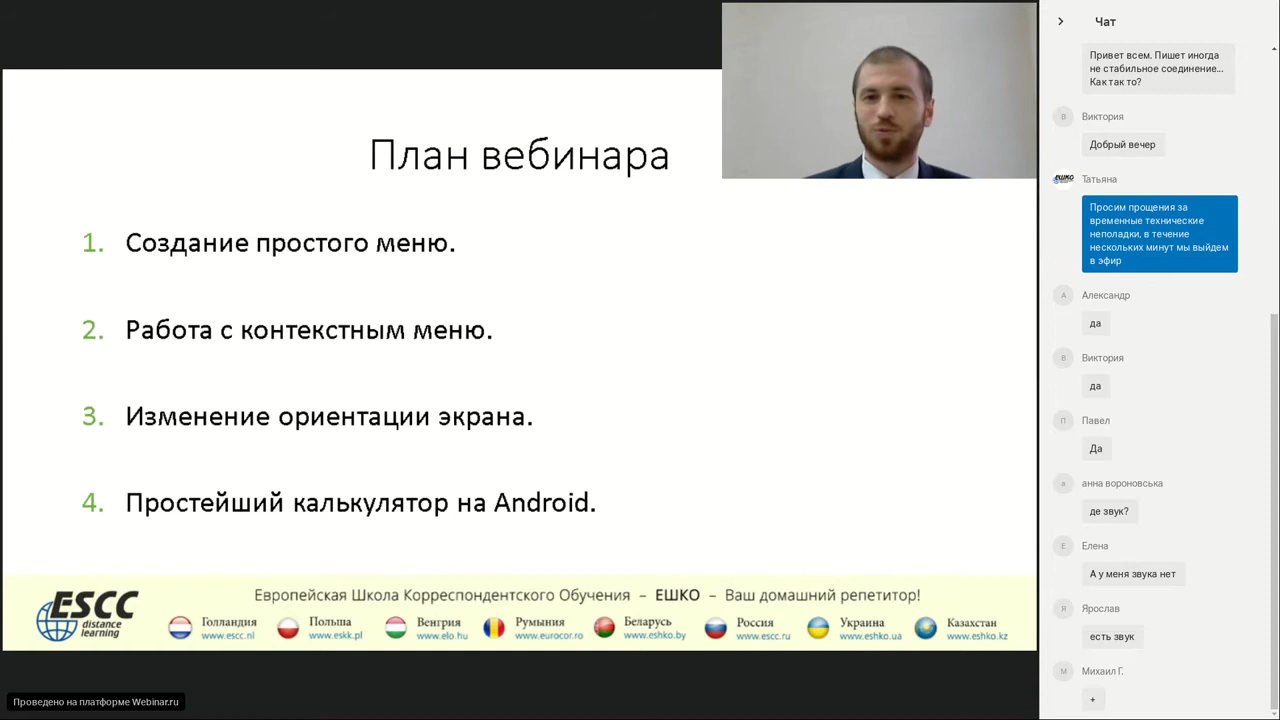 План вебинара
1. Создание простого меню.
2. Работа с контекстным меню.
3. Изменение ориентации экрана.
4. Простейший калькулятор на Android.
ESCC
distance
learning
Европейская Школа Корреспондентского Обучения – ЕШКО – Ваш домашний репетитор!
Голландия
www.escc.nl
Польша
www.eskk.pl
Венгрия
www.elo.hu
Румыния
www.eurocor.ro
Беларусь
www.eshko.by
Россия
www.escc.ru
Украина
www.eshko.ua
Казахстан
www.eshko.kz
Проведено на платформе Webinar.ru
Чат
Привет всем. Пишет иногда
не стабильное соединение...
Как так то?
В
Виктория
Добрый вечер
ЕШКО
Татьяна
Просим прощения за
временные технические
неполадки, в течение
нескольких минут мы выйдем
в эфир
А
Александр
да
В
Виктория
да
П
Павел
Да
а
анна вороновська
де звук?
Е
Елена
А у меня звука нет
Я
Ярослав
есть звук
М
Михаил Г.
+